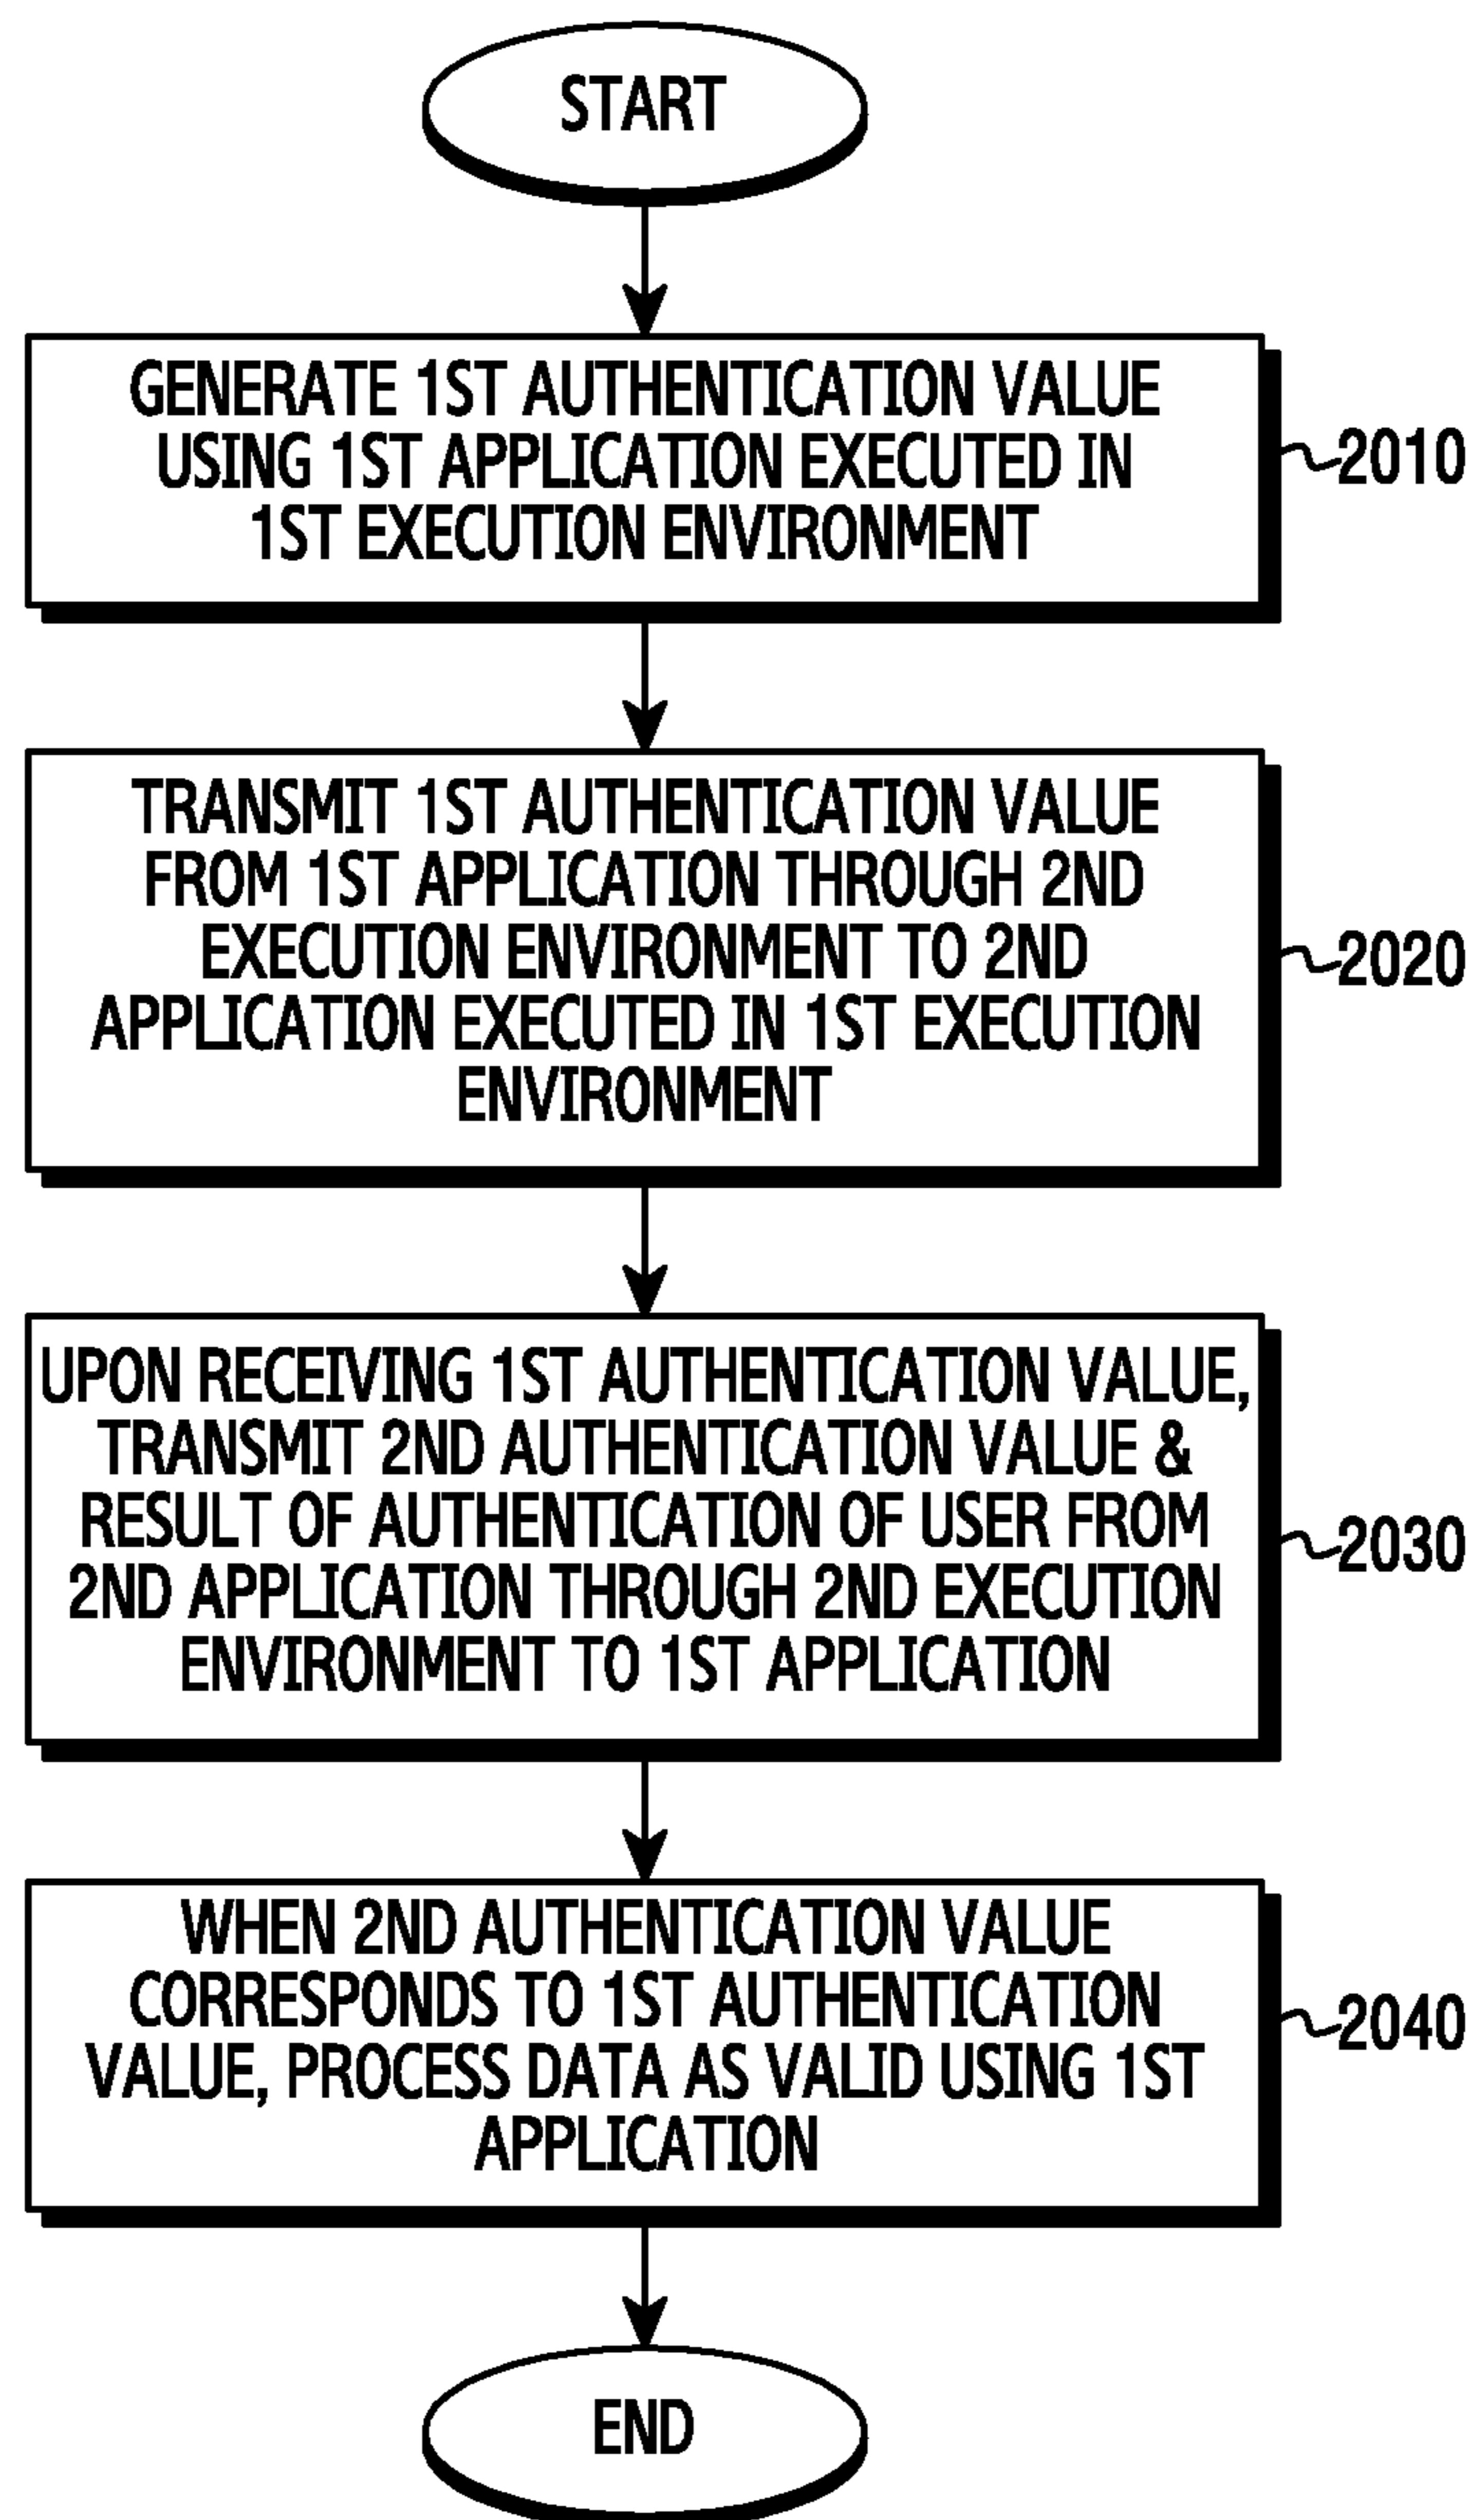 START
GENERATE 1ST AUTHENTICATION VALUE
USING 1ST APPLICATION EXECUTED IN
1ST EXECUTION ENVIRONMENT
2010
TRANSMIT 1ST AUTHENTICATION VALUE
FROM 1ST APPLICATION THROUGH 2ND
EXECUTION ENVIRONMENT TO 2ND
APPLICATION EXECUTED IN 1ST EXECUTION
ENVIRONMENT
2020
UPON RECEIVING 1ST AUTHENTICATION VALUE,
TRANSMIT 2ND AUTHENTICATION VALUE &
RESULT OF AUTHENTICATION OF USER FROM
2ND APPLICATION THROUGH 2ND EXECUTION
ENVIRONMENT TO 1ST APPLICATION
2030
WHEN 2ND AUTHENTICATION VALUE
CORRESPONDS TO 1ST AUTHENTICATION
VALUE, PROCESS DATA AS VALID USING 1ST
APPLICATION
2040
END